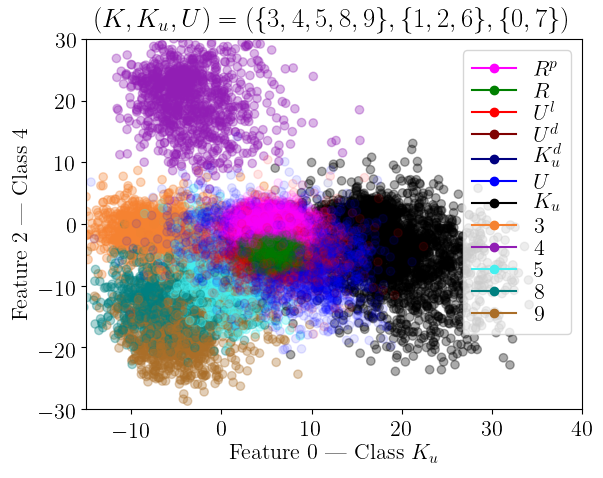 (K, K_u, U) = ({3, 4, 5, 8, 9}, {1, 2, 6}, {0, 7})
30
20
10
0
−10
−20
−30
Feature 2 — Class 4
−10
0
10
20
30
40
Feature 0 — Class K_u
R^p
R
U^l
U^d
K_u^d
U
K_u
3
4
5
8
9